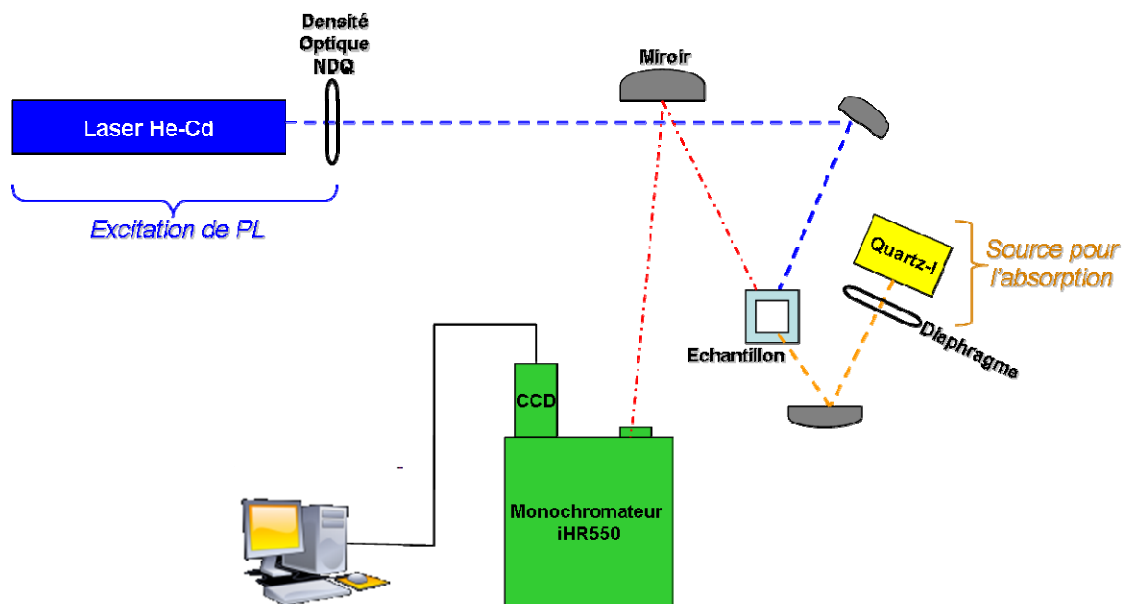 Densité
Optique
NDQ
Miroir
Laser He-Cd
Excitation de PL
Quartz-I
Source pour
l'absorption
Diaphragme
Echantillon
CCD
Monochromateur
iHR550